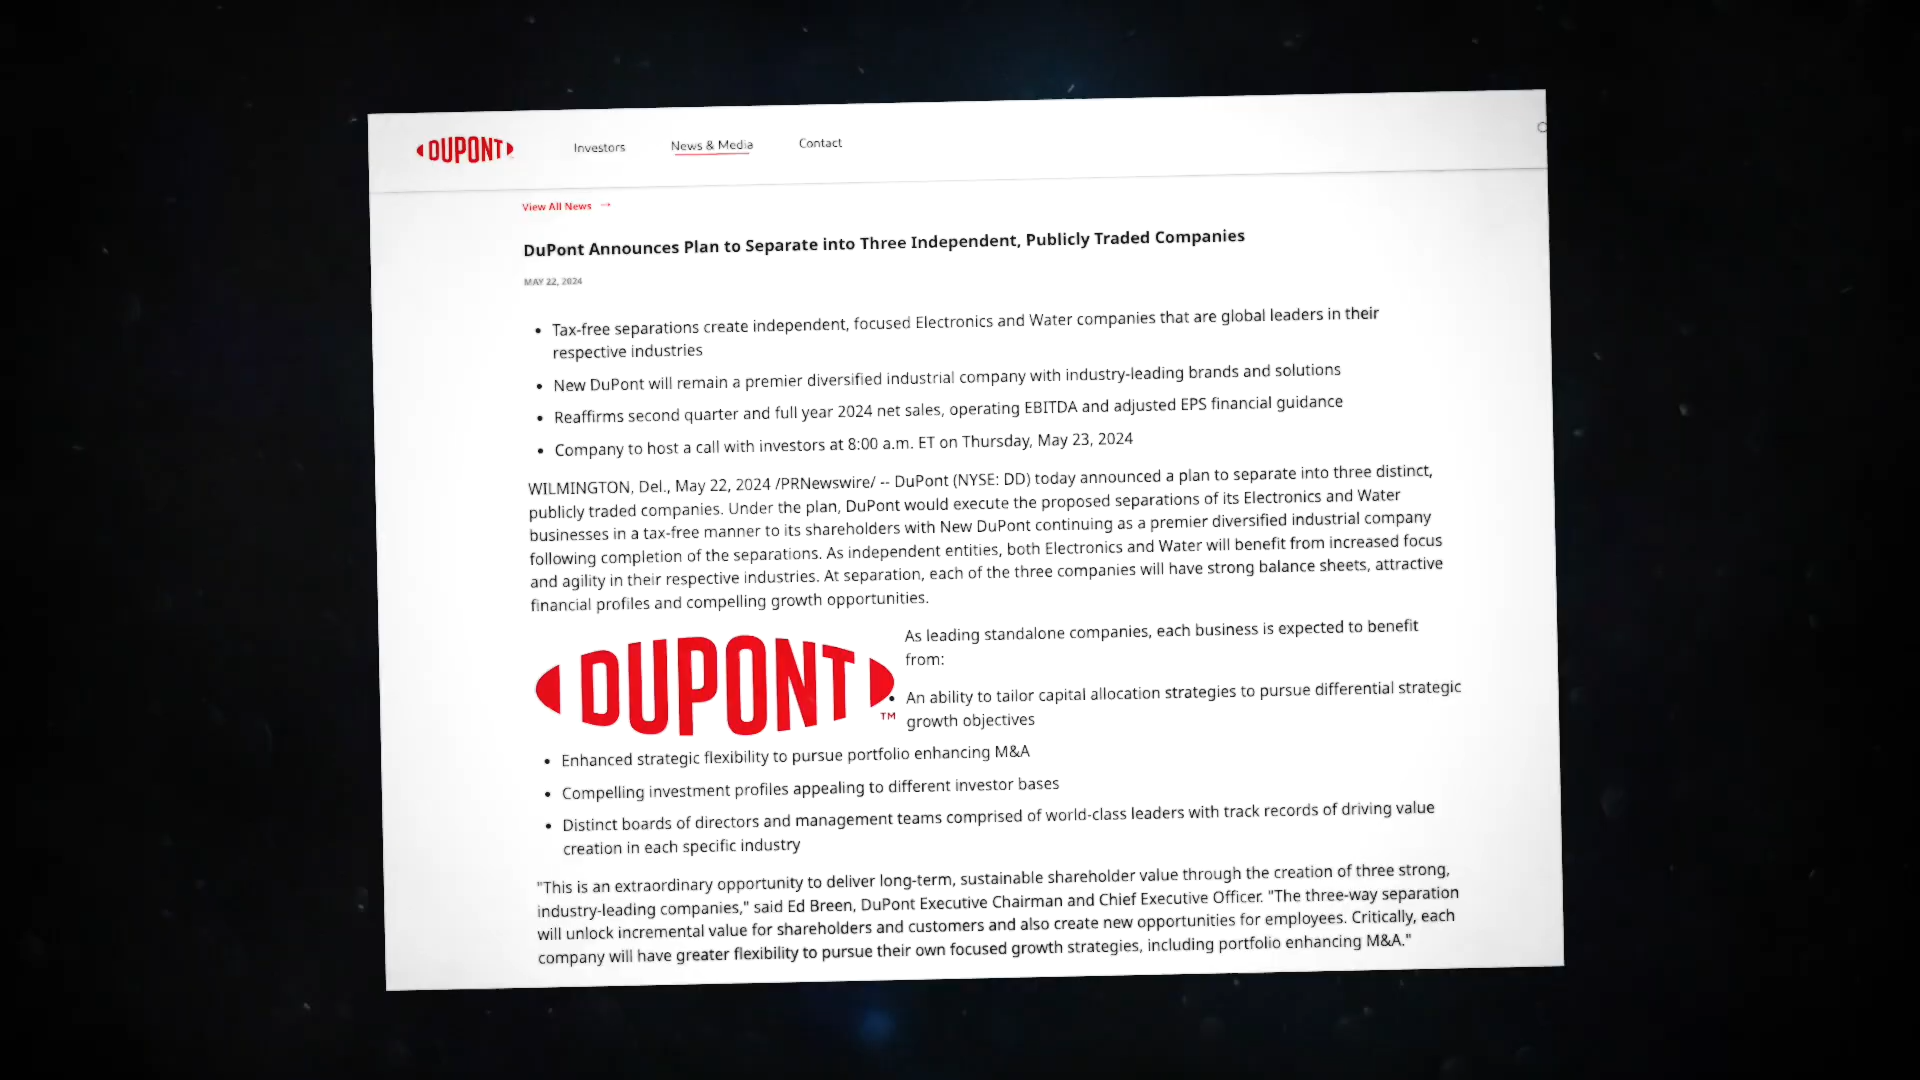 DUPONT
Investors
News & Media
Contact
View All News →
DuPont Announces Plan to Separate into Three Independent, Publicly Traded Companies
MAY 22, 2024
• Tax-free separations create independent, focused Electronics and Water companies that are global leaders in their
respective industries
• New DuPont will remain a premier diversified industrial company with industry-leading brands and solutions
• Reaffirms second quarter and full year 2024 net sales, operating EBITDA and adjusted EPS financial guidance
• Company to host a call with investors at 8:00 a.m. ET on Thursday, May 23, 2024
WILMINGTON, Del., May 22, 2024 /PRNewswire/ -- DuPont (NYSE: DD) today announced a plan to separate into three distinct,
publicly traded companies. Under the plan, DuPont would execute the proposed separations of its Electronics and Water
businesses in a tax-free manner to its shareholders with New DuPont continuing as a premier diversified industrial company
following completion of the separations. As independent entities, both Electronics and Water will benefit from increased focus
and agility in their respective industries. At separation, each of the three companies will have strong balance sheets, attractive
financial profiles and compelling growth opportunities.
DUPONT™
As leading standalone companies, each business is expected to benefit
from:
• An ability to tailor capital allocation strategies to pursue differential strategic
growth objectives
• Enhanced strategic flexibility to pursue portfolio enhancing M&A
• Compelling investment profiles appealing to different investor bases
• Distinct boards of directors and management teams comprised of world-class leaders with track records of driving value
creation in each specific industry
"This is an extraordinary opportunity to deliver long-term, sustainable shareholder value through the creation of three strong,
industry-leading companies," said Ed Breen, DuPont Executive Chairman and Chief Executive Officer. "The three-way separation
will unlock incremental value for shareholders and customers and also create new opportunities for employees. Critically, each
company will have greater flexibility to pursue their own focused growth strategies, including portfolio enhancing M&A."